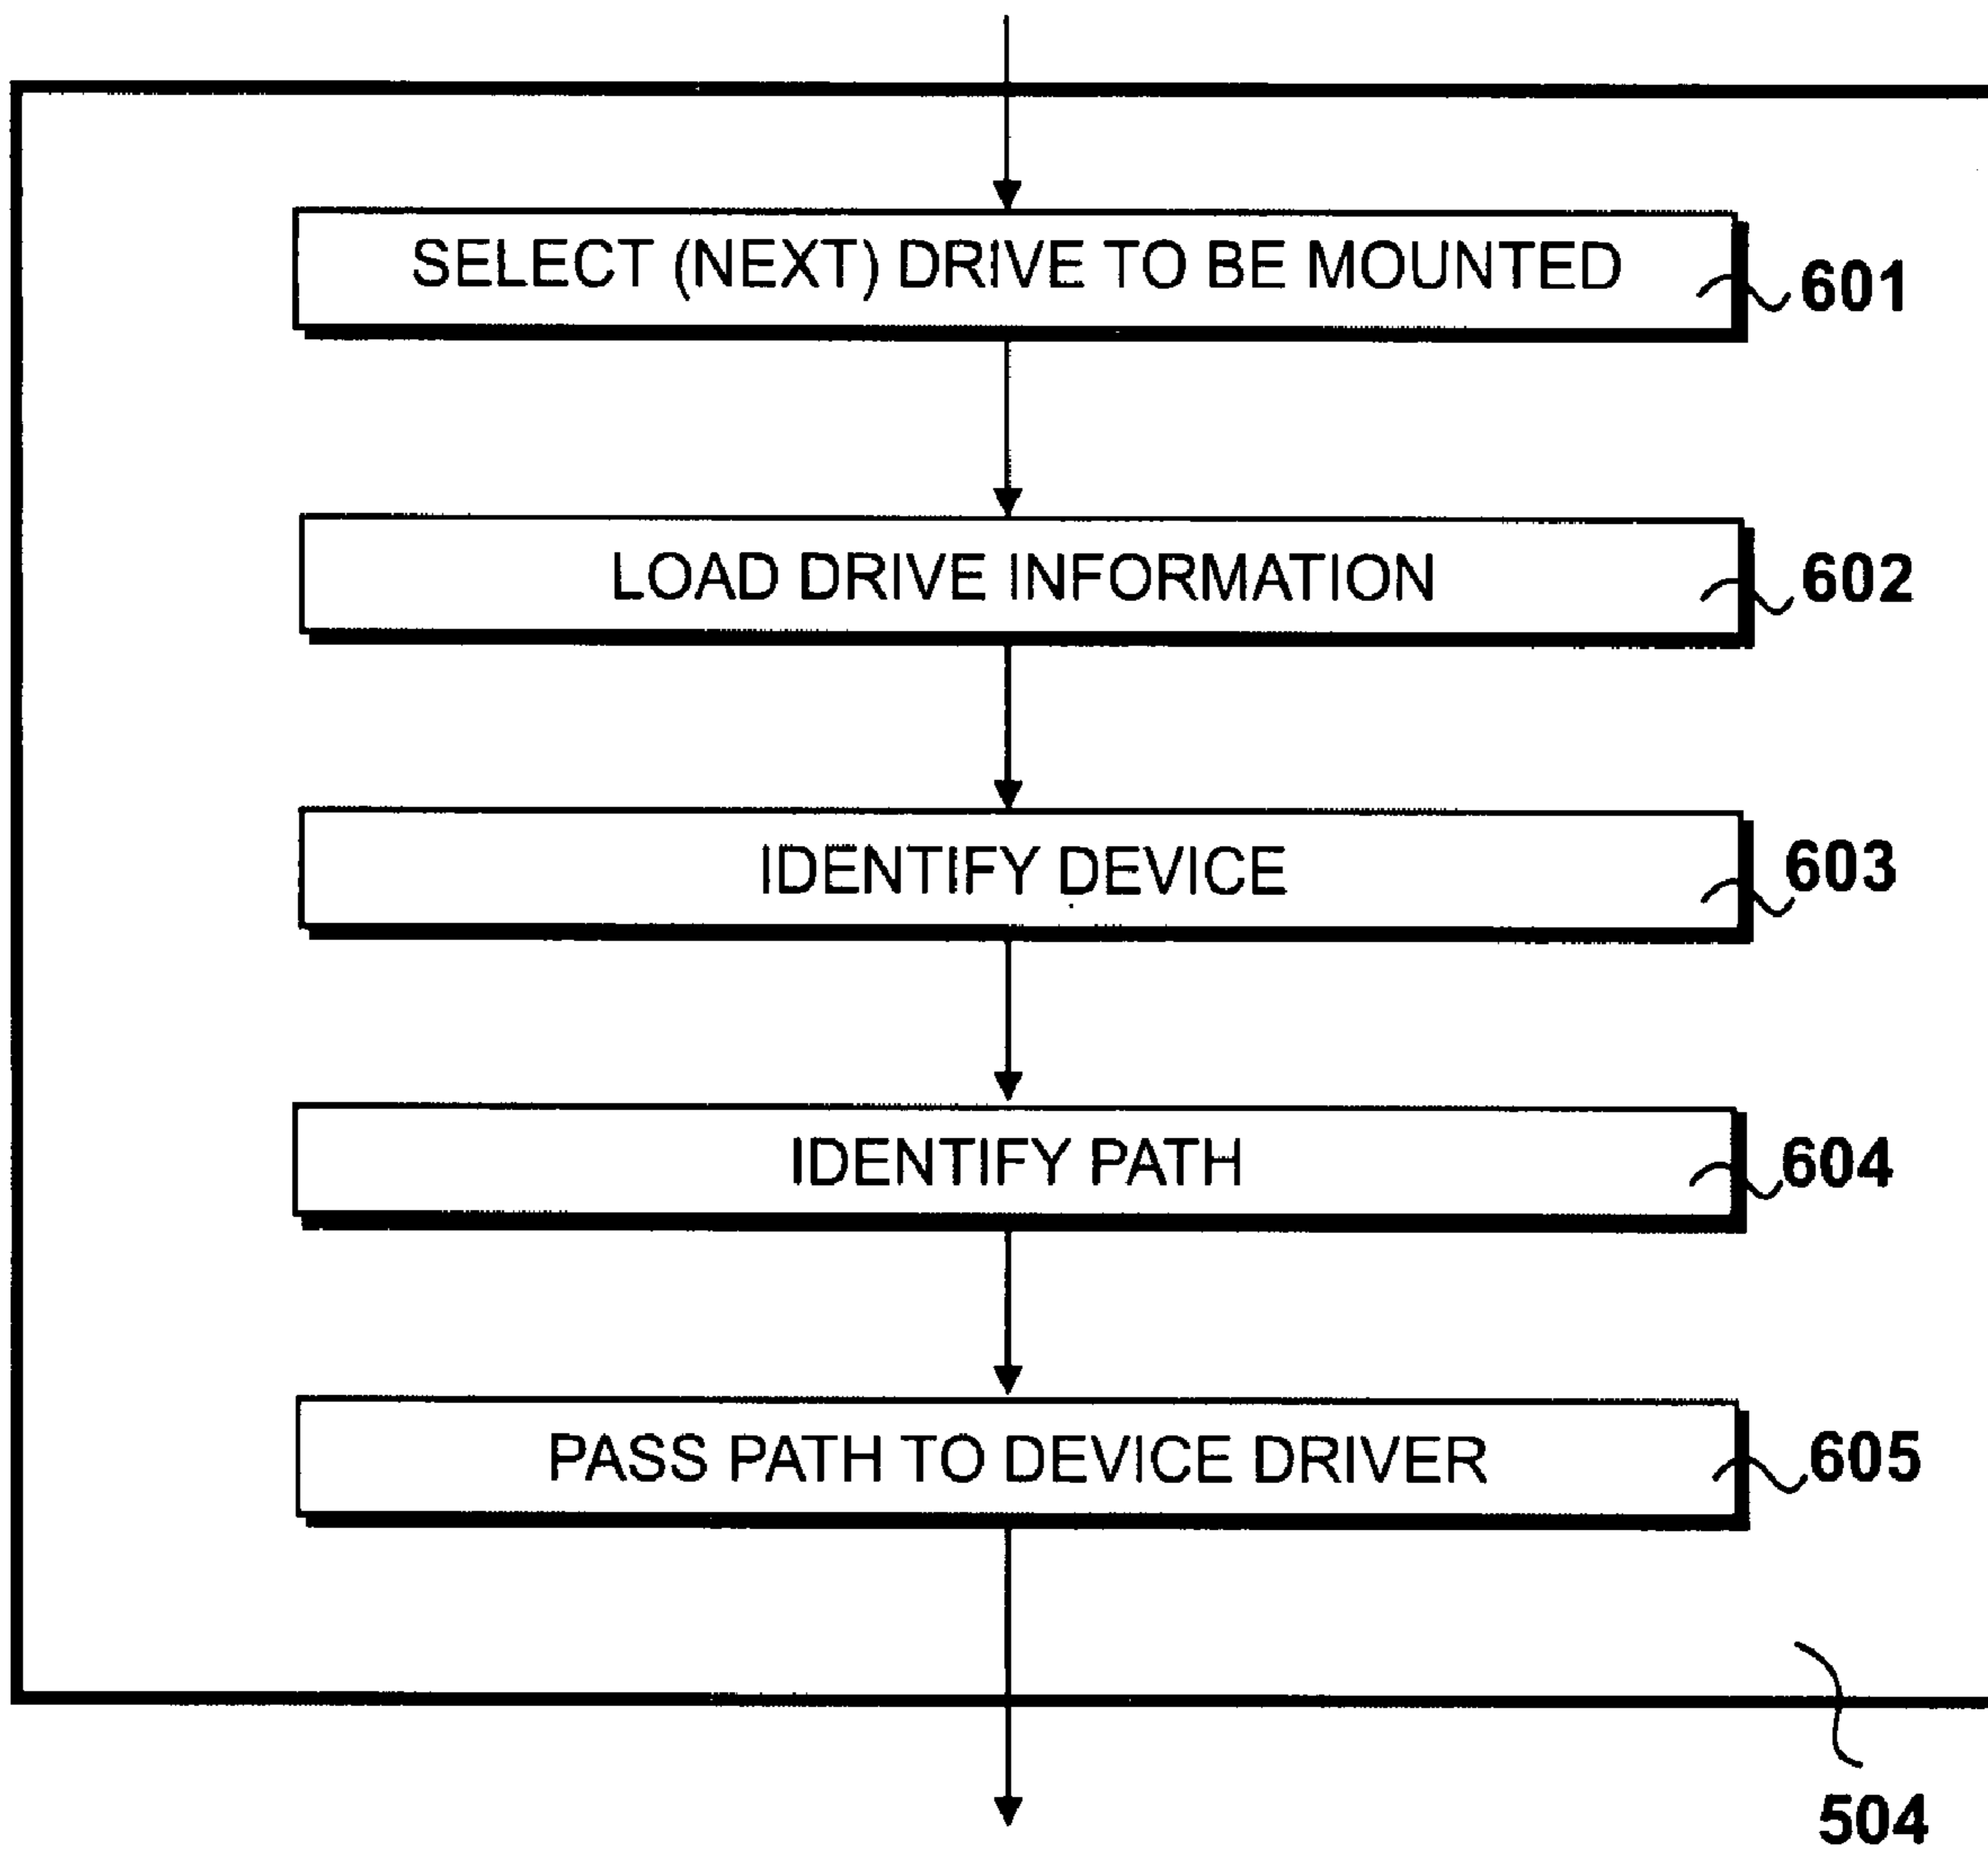 SELECT (NEXT) DRIVE TO BE MOUNTED
601
LOAD DRIVE INFORMATION
602
IDENTIFY DEVICE
603
IDENTIFY PATH
604
PASS PATH TO DEVICE DRIVER
605
504